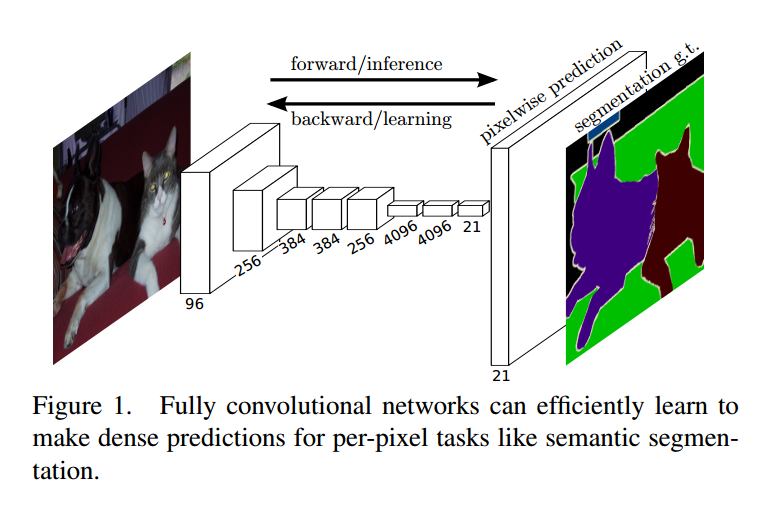 forward/inference
backward/learning
pixelwise prediction
segmentation g.t.
96
256
384
384
256
4096
4096
21
21
Figure 1. Fully convolutional networks can efficiently learn to
make dense predictions for per-pixel tasks like semantic segmen-
tation.